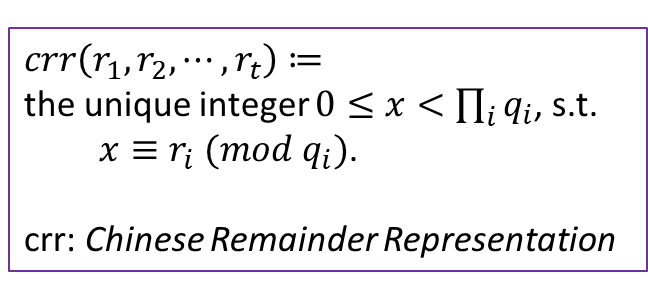 crr(r₁, r₂, ⋯, rₜ) ≔
the unique integer 0 ≤ x < ∏ᵢ qᵢ, s.t.
x ≡ rᵢ (mod qᵢ).
crr: Chinese Remainder Representation